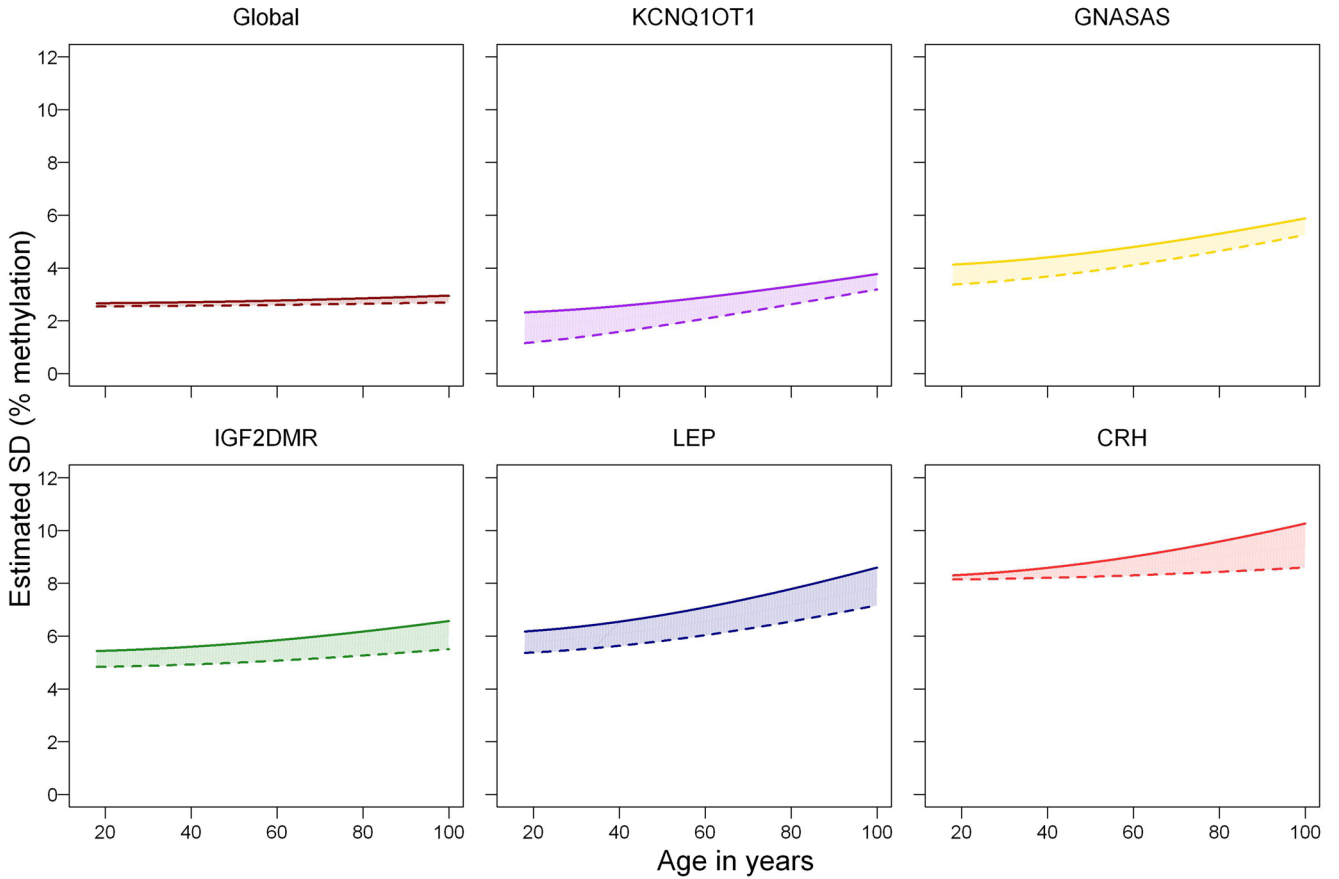 Global KCNQ1OT1 GNASAS
12
10
8
6
4
2
0
IGF2DMR LEP CRH
12
10
8
6
4
2
0
20 40 60 80 100 20 40 60 80 100 20 40 60 80 100
Estimated SD (% methylation)
Age in years